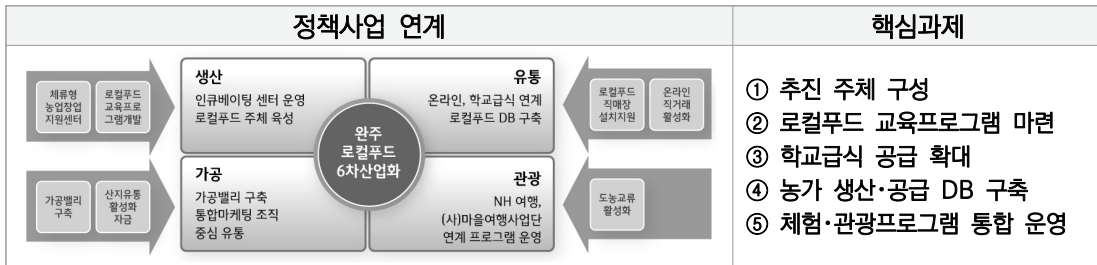 정책사업 연계
핵심과제
체류형
농업창업
지원센터
로컬푸드
교육프로
그램개발
생산
인큐베이팅 센터 운영
로컬푸드 주체 육성
유통
온라인, 학교급식 연계
로컬푸드 DB 구축
로컬푸드
직매장
설치지원
온라인
직거래
활성화
완주
로컬푸드
6차산업화
가공밸리
구축
산지유통
활성화
자금
가공
가공밸리 구축
통합마케팅 조직
중심 유통
관광
NH 여행,
(사)마을여행사업단
연계 프로그램 운영
도농교류
활성화
① 추진 주체 구성
② 로컬푸드 교육프로그램 마련
③ 학교급식 공급 확대
④ 농가 생산·공급 DB 구축
⑤ 체험·관광프로그램 통합 운영